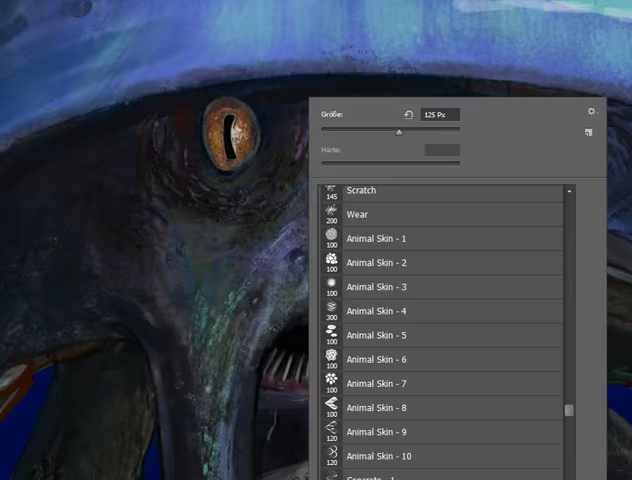 Größe:
125 Px
Härte:
Scratch
145
Wear
200
Animal Skin - 1
100
Animal Skin - 2
100
Animal Skin - 3
100
Animal Skin - 4
300
Animal Skin - 5
100
Animal Skin - 6
100
Animal Skin - 7
100
Animal Skin - 8
100
Animal Skin - 9
120
Animal Skin - 10
120